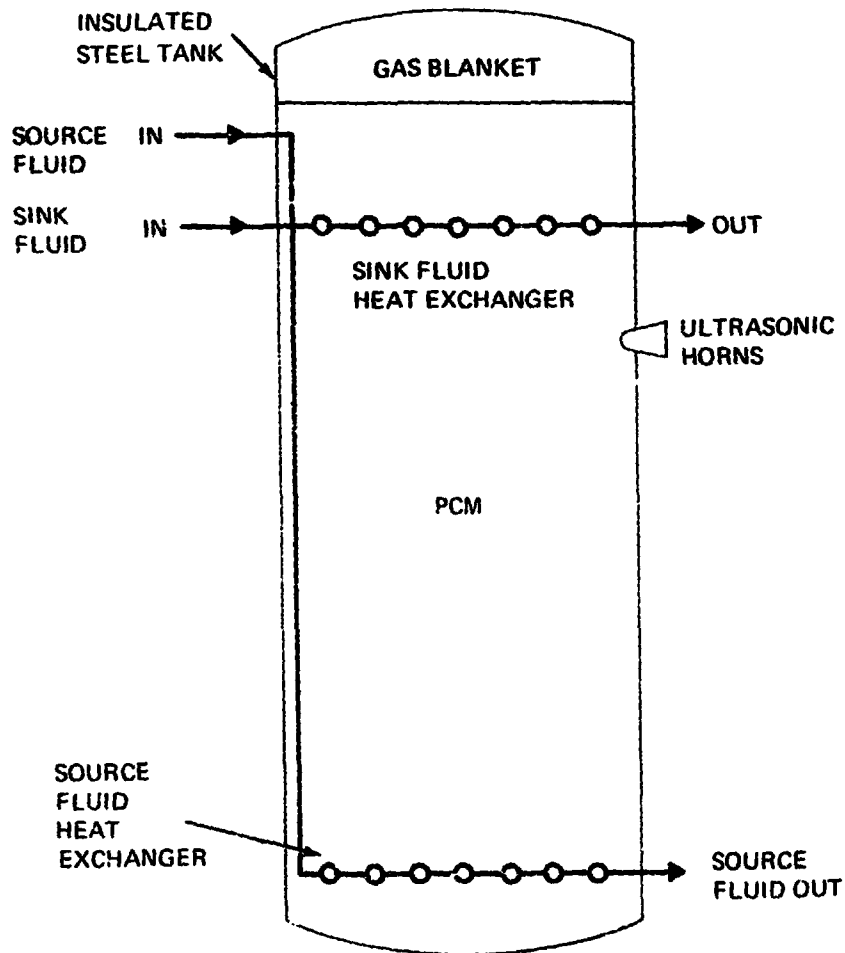 INSULATED
STEEL TANK
GAS BLANKET
SOURCE
FLUID
IN
SINK
FLUID
IN
OUT
SINK FLUID
HEAT EXCHANGER
ULTRASONIC
HORNS
PCM
SOURCE
FLUID
HEAT
EXCHANGER
SOURCE
FLUID OUT